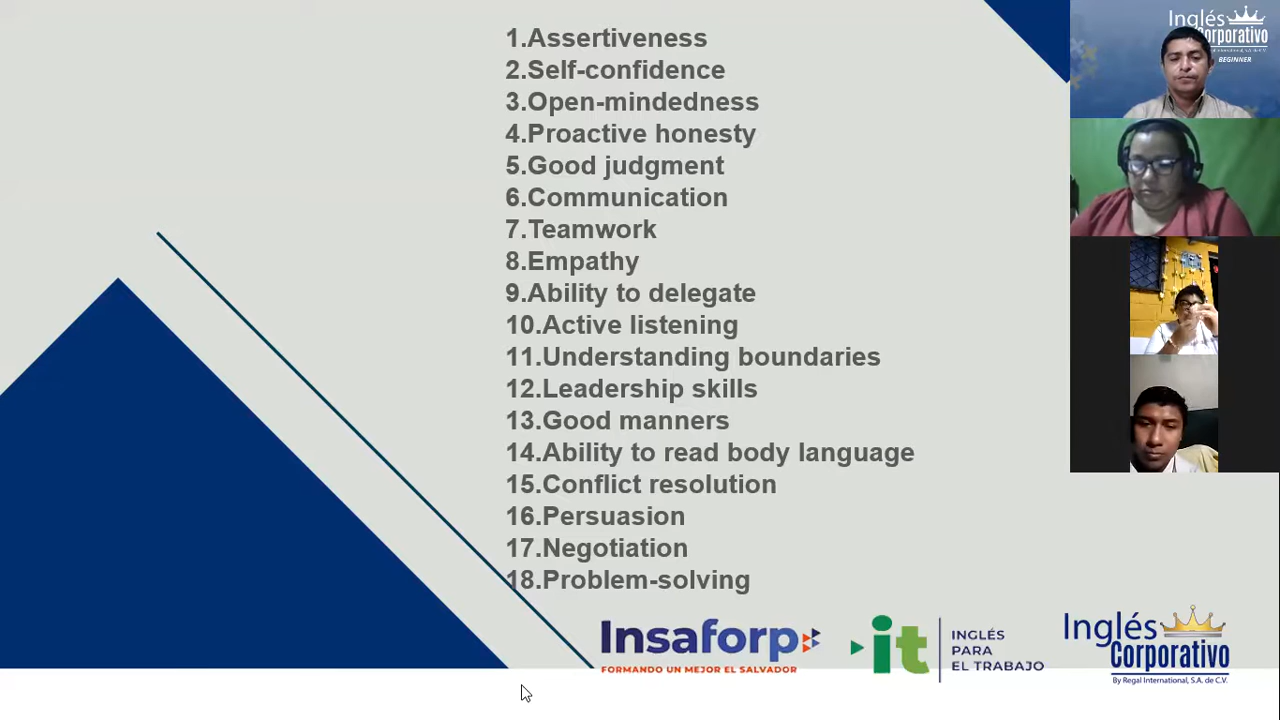 1.Assertiveness
2.Self-confidence
3.Open-mindedness
4.Proactive honesty
5.Good judgment
6.Communication
7.Teamwork
8.Empathy
9.Ability to delegate
10.Active listening
11.Understanding boundaries
12.Leadership skills
13.Good manners
14.Ability to read body language
15.Conflict resolution
16.Persuasion
17.Negotiation
18.Problem-solving
Insaforp
FORMANDO UN MEJOR EL SALVADOR
it
INGLÉS
PARA
EL TRABAJO
Inglés
Corporativo
By Regal International, S.A. de C.V.
Inglés
Corporativo
BEGINNER